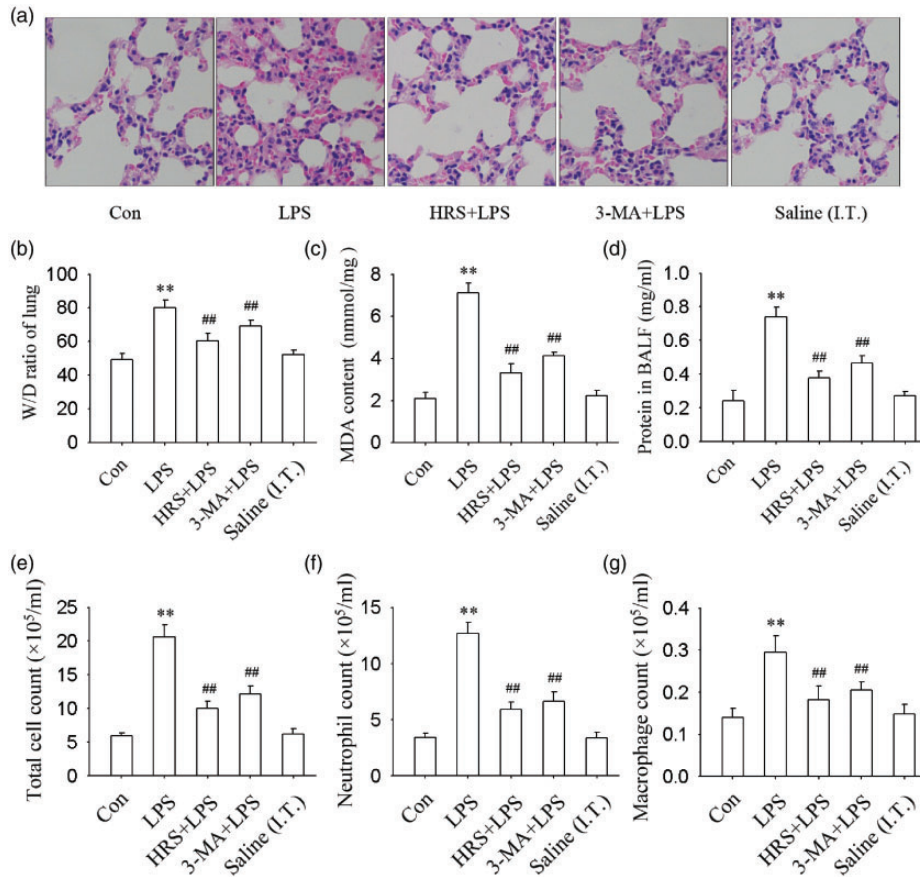 (a)
Con LPS HRS+LPS 3-MA+LPS Saline (I.T.)
(b)
W/D ratio of lung
100
80
60
40
20
0
**
##
##
Con LPS HRS+LPS 3-MA+LPS Saline (I.T.)
(c)
MDA content (nmmol/mg )
8
6
4
2
0
**
##
##
Con LPS HRS+LPS 3-MA+LPS Saline (I.T.)
(d)
Protein in BALF (mg/ml)
1.0
0.8
0.6
0.4
0.2
0.0
**
##
##
Con LPS HRS+LPS 3-MA+LPS Saline (I.T.)
(e)
Total cell count (×10⁵/ml)
25
20
15
10
5
0
**
##
##
Con LPS HRS+LPS 3-MA+LPS Saline (I.T.)
(f)
Neutrophil count (×10⁵/ml)
15
10
5
0
**
##
##
Con LPS HRS+LPS 3-MA+LPS Saline (I.T.)
(g)
Macrophage count (×10⁵/ml)
0.4
0.3
0.2
0.1
0.0
**
##
##
Con LPS HRS+LPS 3-MA+LPS Saline (I.T.)